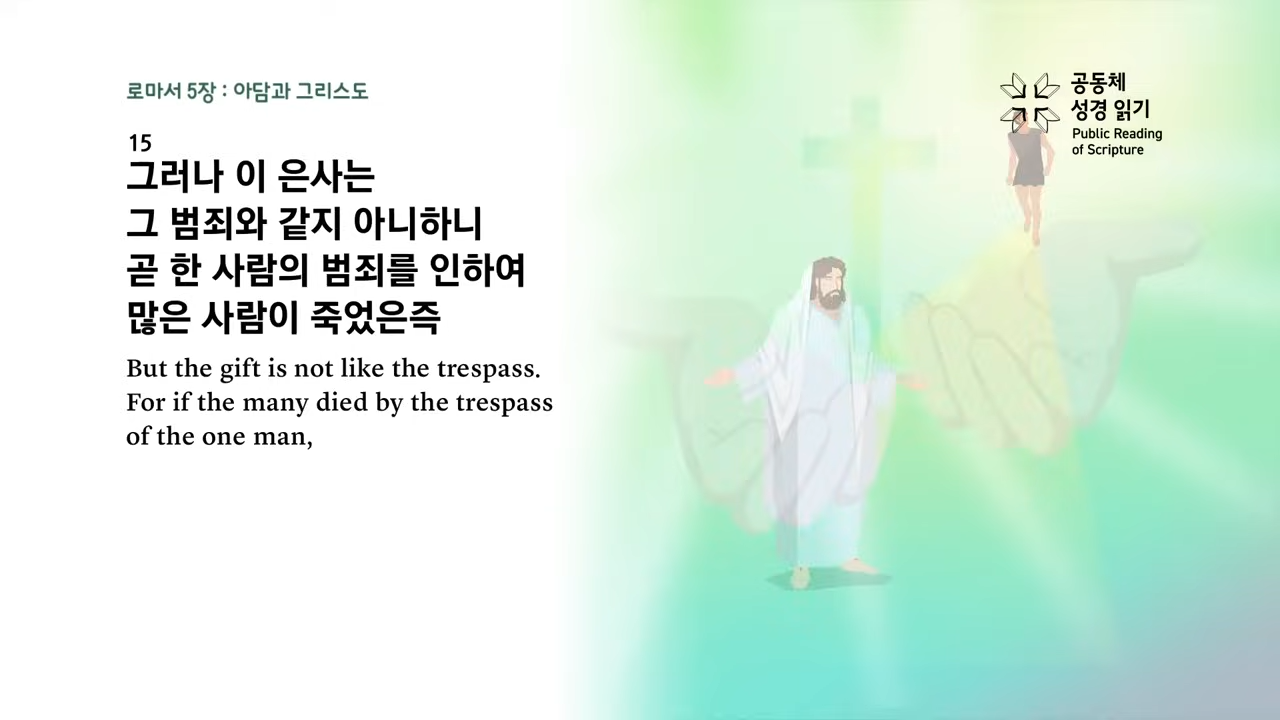 로마서 5장 : 아담과 그리스도
15
그러나 이 은사는
그 범죄와 같지 아니하니
곧 한 사람의 범죄를 인하여
많은 사람이 죽었은즉
But the gift is not like the trespass.
For if the many died by the trespass
of the one man,
공동체
성경 읽기
Public Reading
of Scripture